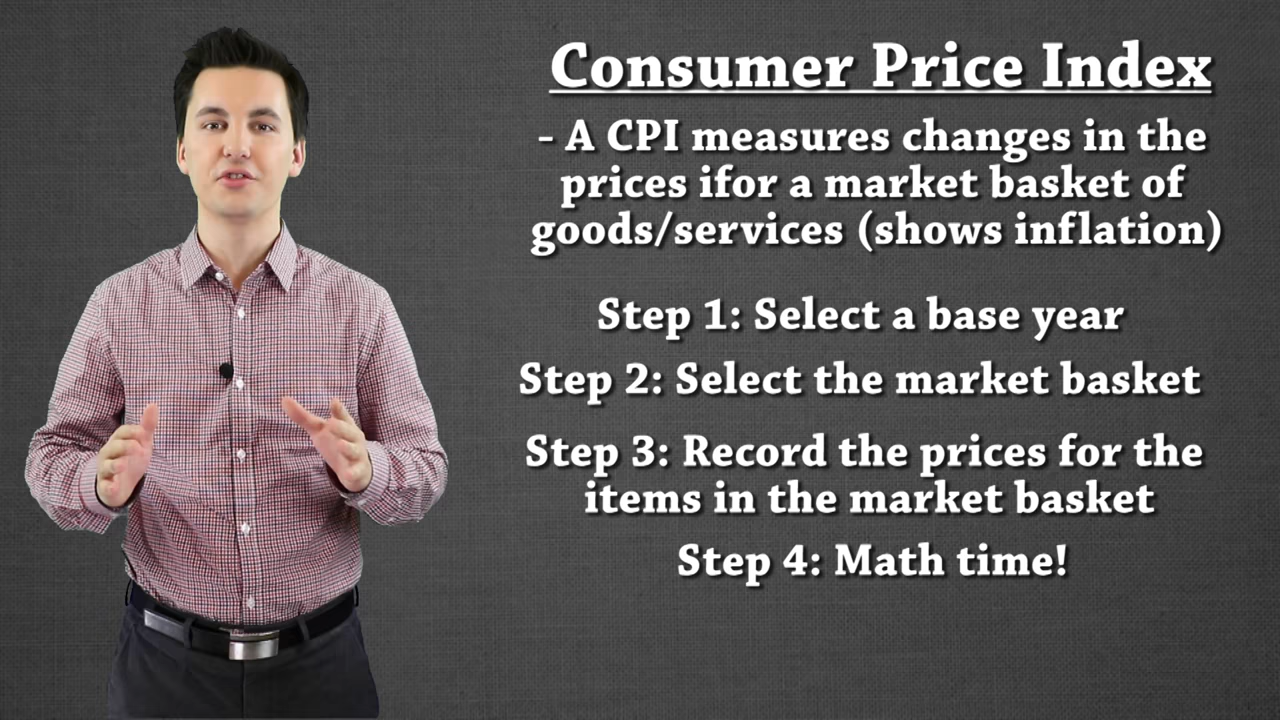 Consumer Price Index
- A CPI measures changes in the
prices ifor a market basket of
goods/services (shows inflation)
Step 1: Select a base year
Step 2: Select the market basket
Step 3: Record the prices for the
items in the market basket
Step 4: Math time!